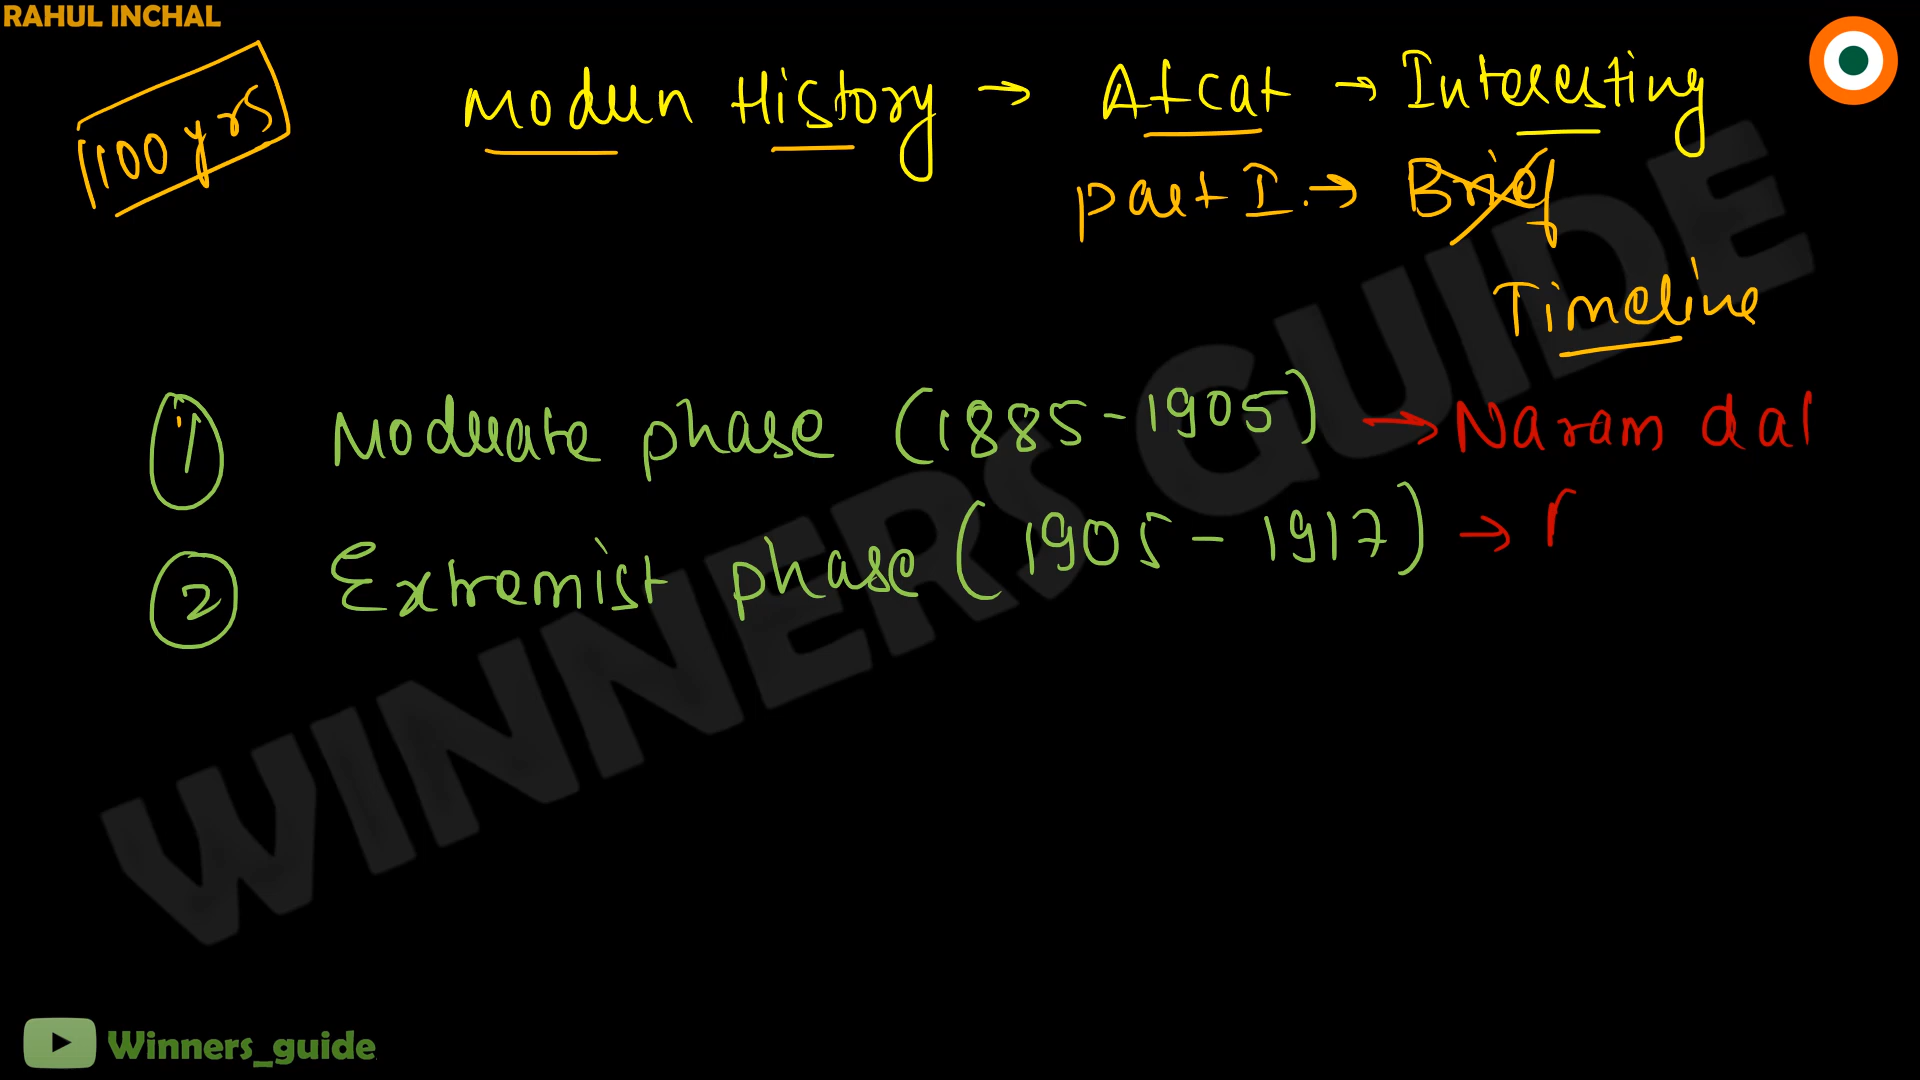 RAHUL INCHAL
100 yrs
Modern History → Afcat → Interesting
part I. → Brief
Timeline
1 Moderate phase (1885-1905) → Naram dal
2 Extremist phase (1905-1917) →
WINNERS GUIDE
Winners_guide